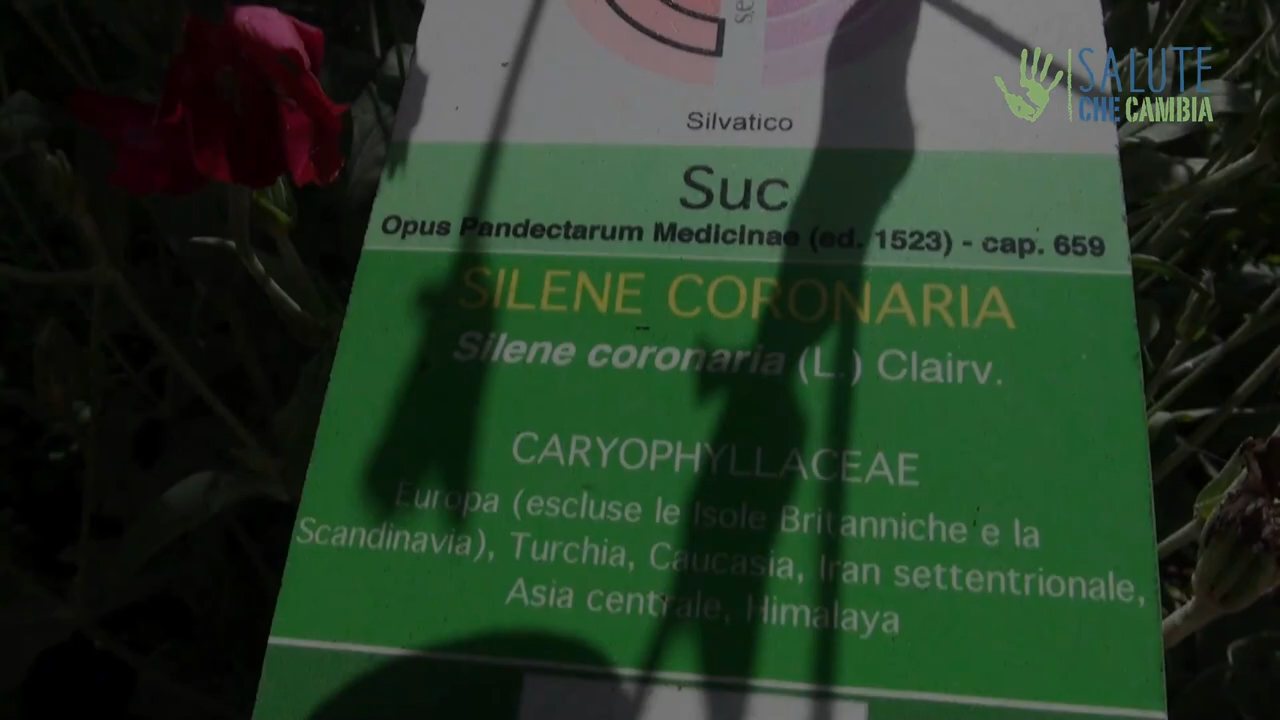 SALUTE
CHE CAMBIA
Silvatico
Suc
Opus Pandectarum Medicinae (ed. 1523) - cap. 659
SILENE CORONARIA
Silene coronaria (L.) Clairv.
CARYOPHYLLACEAE
Europa (escluse le Isole Britanniche e la
Scandinavia), Turchia, Caucasia, Iran settentrionale,
Asia centrale, Himalaya